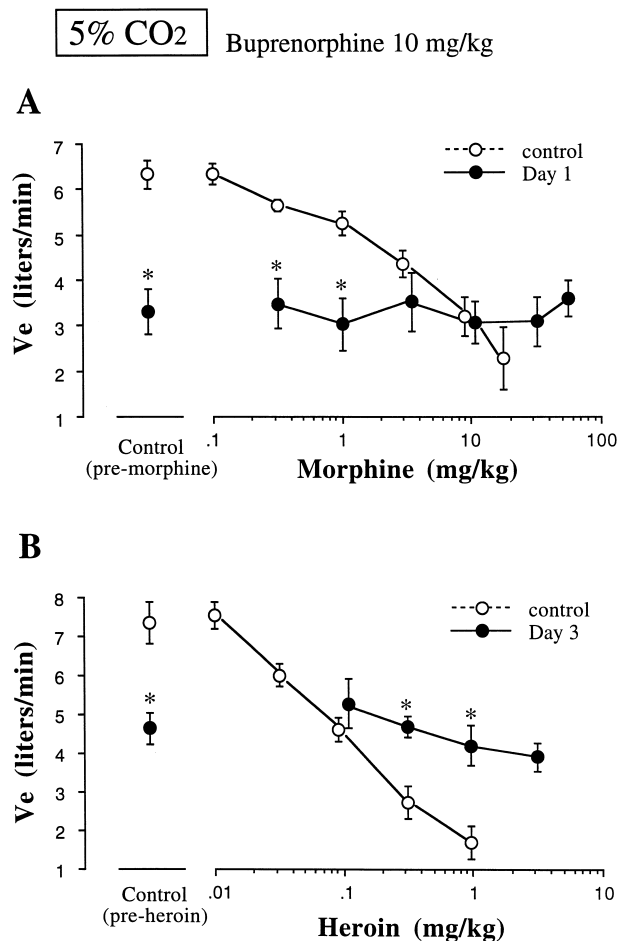 5% CO2
Buprenorphine 10 mg/kg
A
Ve (liters/min)
7
6
5
4
3
2
1
control
Day 1
*
*
*
Control
(pre-morphine)
.1
1
10
100
Morphine (mg/kg)
B
Ve (liters/min)
8
7
6
5
4
3
2
1
control
Day 3
*
*
*
Control
(pre-heroin)
.01
.1
1
10
Heroin (mg/kg)